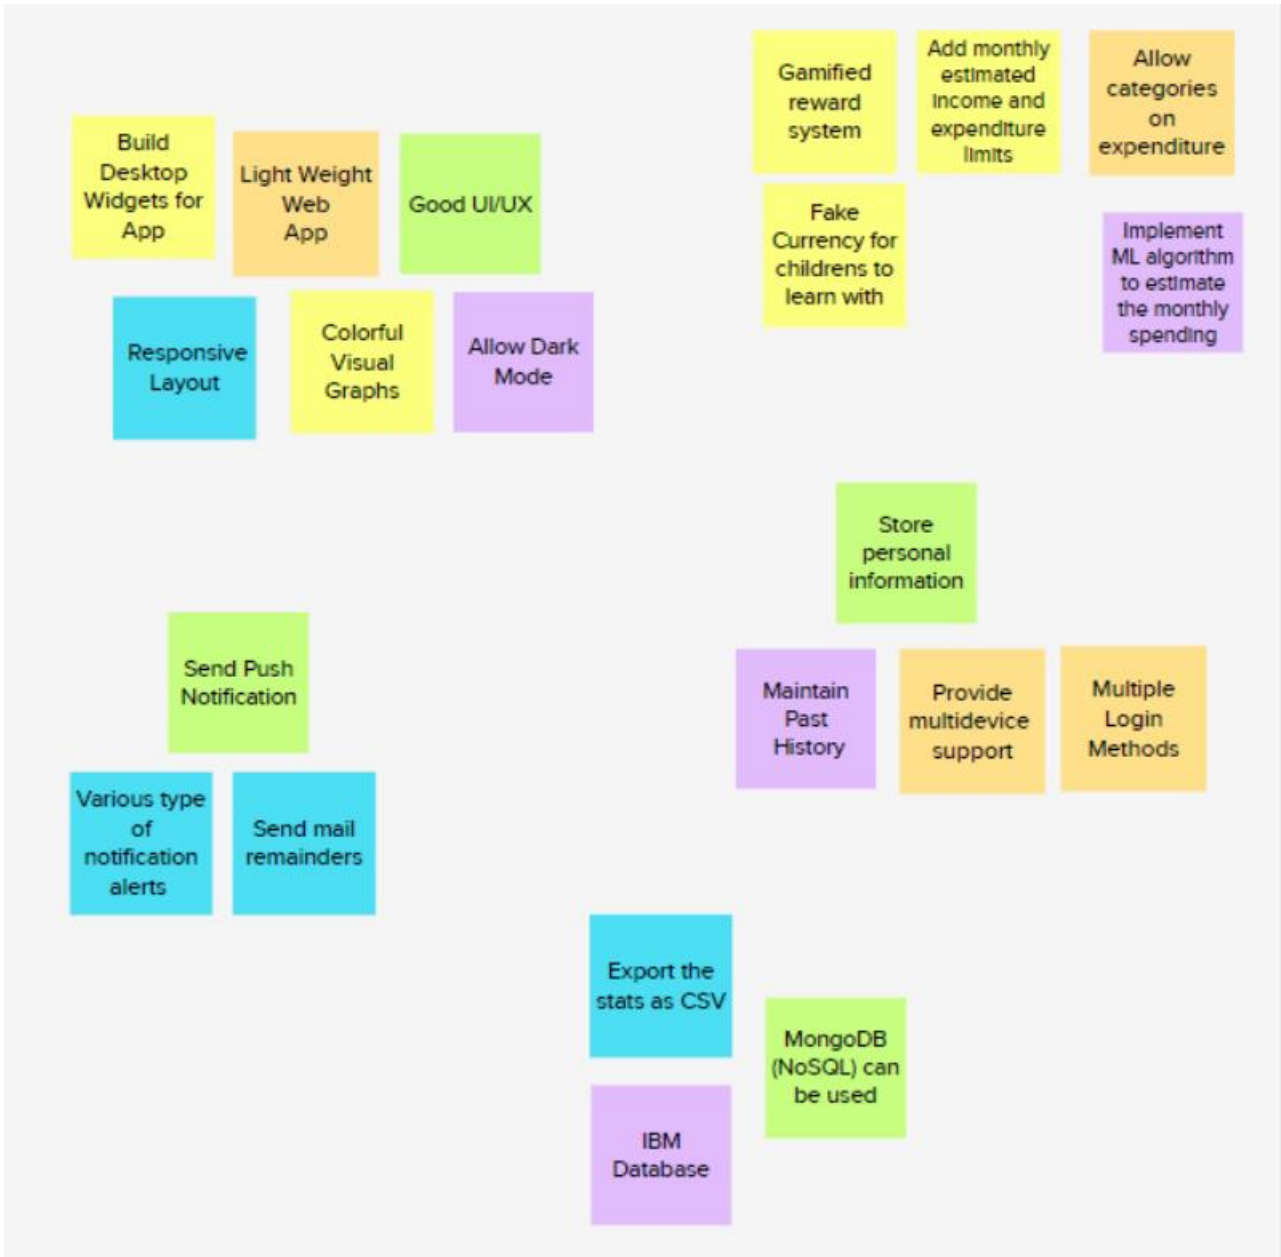 Build
Desktop
Widgets for
App
Light Weight
Web
App
Good UI/UX
Responsive
Layout
Colorful
Visual
Graphs
Allow Dark
Mode
Gamified
reward
system
Add monthly
estimated
Income and
expenditure
limits
Allow
categories
on
expenditure
Fake
Currency for
childrens to
learn with
Implement
ML algorithm
to estimate
the monthly
spending
Store
personal
information
Maintain
Past
History
Provide
multidevice
support
Multiple
Login
Methods
Send Push
Notification
Various type
of
notification
alerts
Send mail
remainders
Export the
stats as CSV
MongoDB
(NoSQL) can
be used
IBM
Database